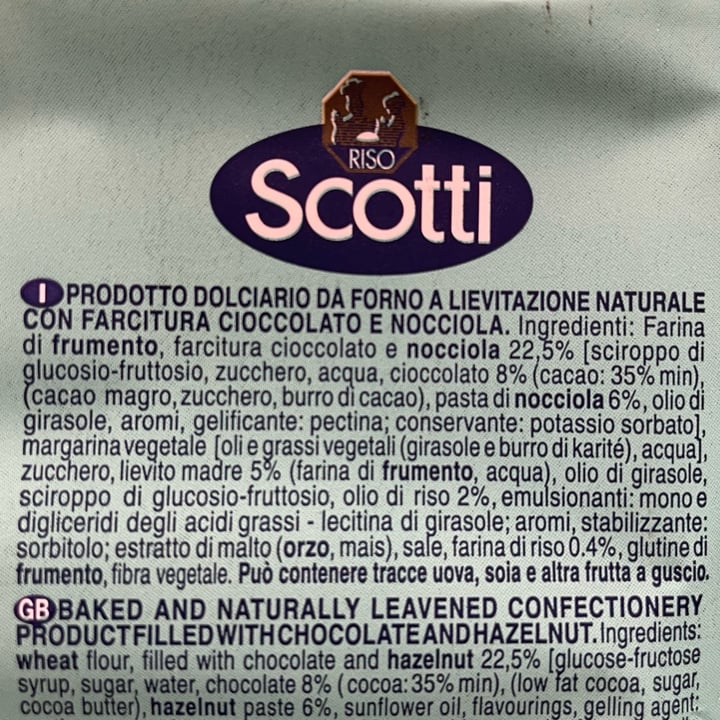 RISO
Scotti
I PRODOTTO DOLCIARIO DA FORNO A LIEVITAZIONE NATURALE
CON FARCITURA CIOCCOLATO E NOCCIOLA. Ingredienti: Farina
di frumento, farcitura cioccolato e nocciola 22,5% [sciroppo di
glucosio-fruttosio, zucchero, acqua, cioccolato 8% (cacao: 35% min),
(cacao magro, zucchero, burro di cacao), pasta di nocciola 6%, olio di
girasole, aromi, gelificante: pectina; conservante: potassio sorbato],
margarina vegetale [oli e grassi vegetali (girasole e burro di karité), acqua],
zucchero, lievito madre 5% (farina di frumento, acqua), olio di girasole,
sciroppo di glucosio-fruttosio, olio di riso 2%, emulsionanti: mono e
digliceridi degli acidi grassi - lecitina di girasole; aromi, stabilizzante:
sorbitolo; estratto di malto (orzo, mais), sale, farina di riso 0.4%, glutine di
frumento, fibra vegetale. Può contenere tracce uova, soia e altra frutta a guscio.
GB BAKED AND NATURALLY LEAVENED CONFECTIONERY
PRODUCT FILLED WITH CHOCOLATE AND HAZELNUT. Ingredients:
wheat flour, filled with chocolate and hazelnut 22,5% [glucose-fructose
syrup, sugar, water, chocolate 8% (cocoa: 35% min), (low fat cocoa, sugar,
cocoa butter), hazelnut paste 6%, sunflower oil, flavourings, gelling agent: